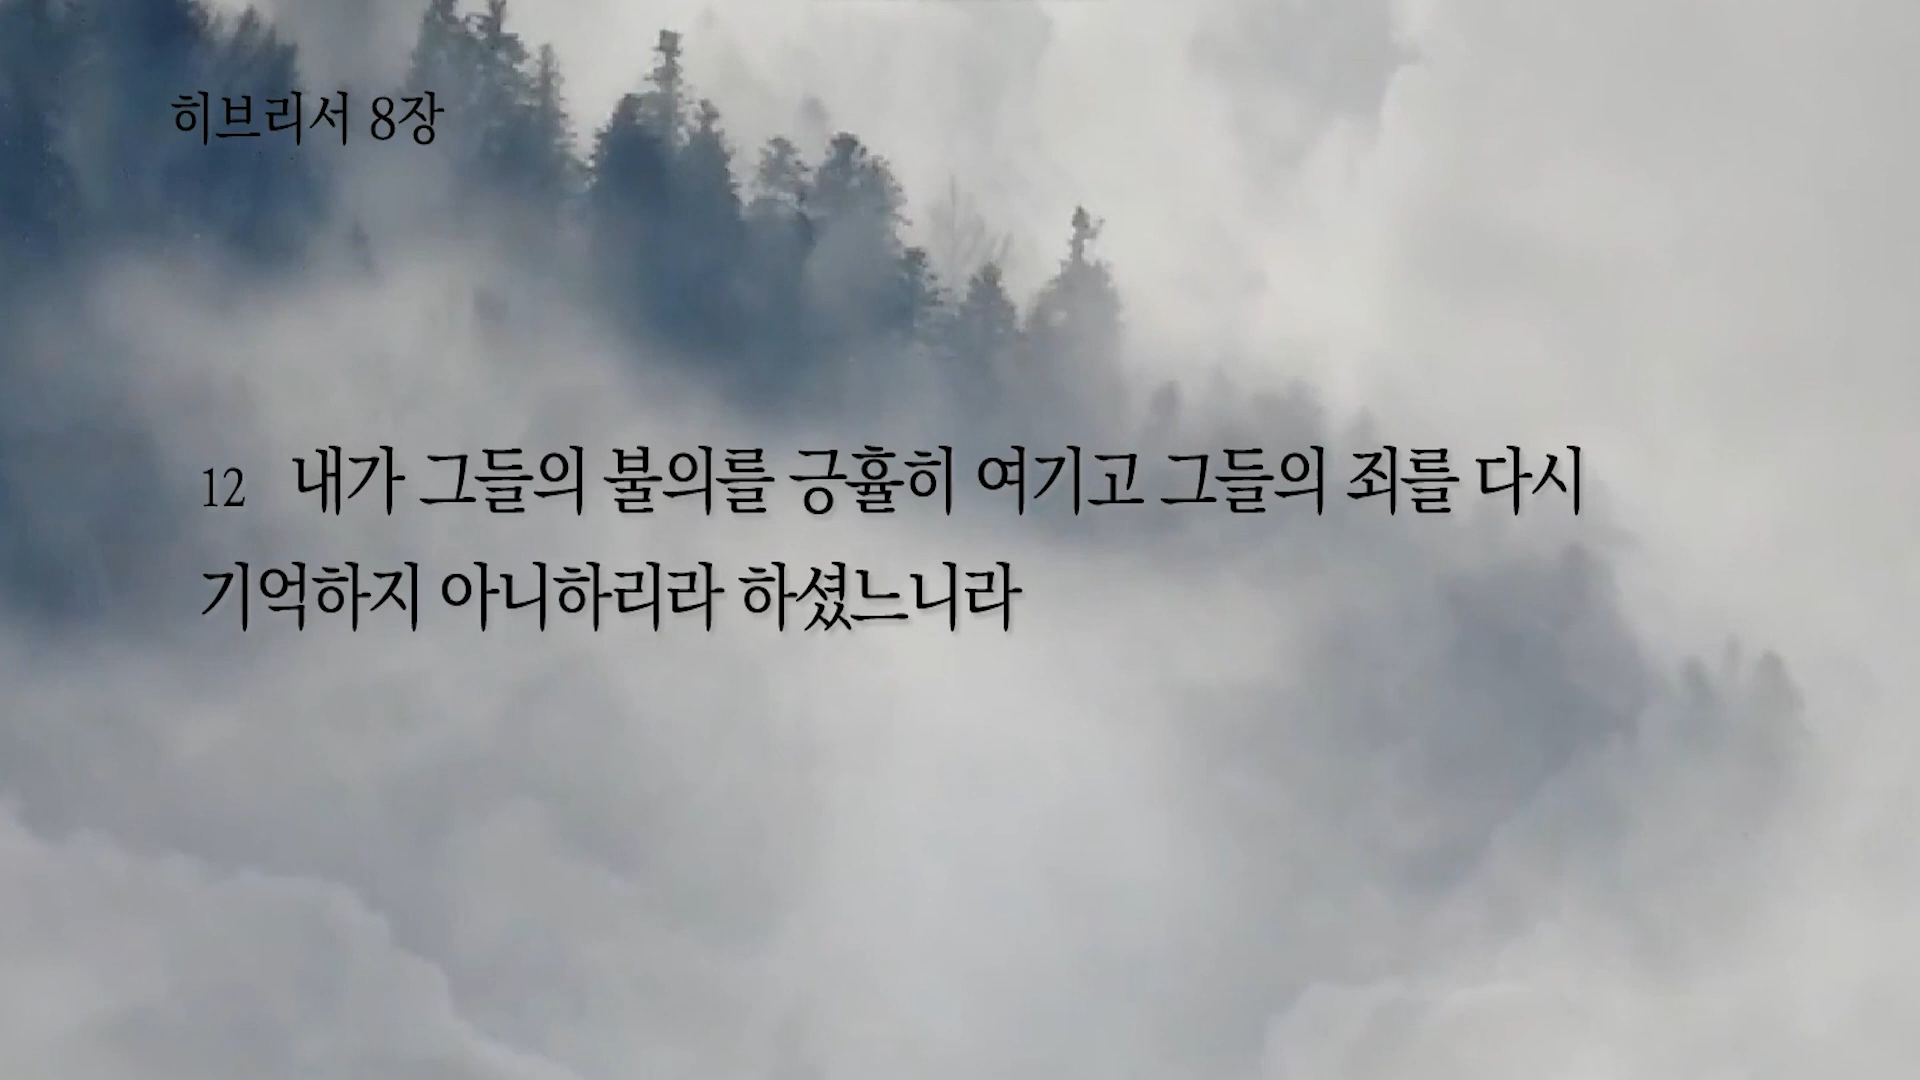 히브리서 8장
12 내가 그들의 불의를 긍휼히 여기고 그들의 죄를 다시
기억하지 아니하리라 하셨느니라